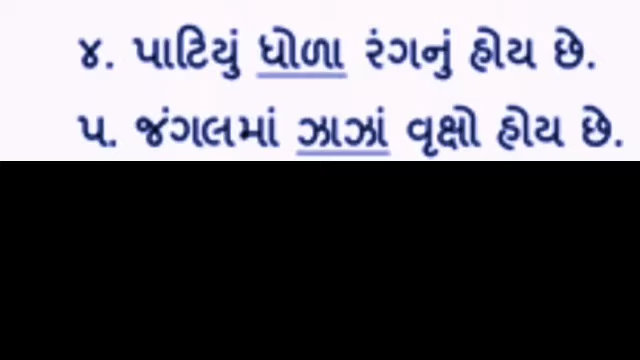 ૪. પાટિયું ધોળા રંગનું હોય છે.
૫. જંગલમાં ઝાઝાં વૃક્ષો હોય છે.